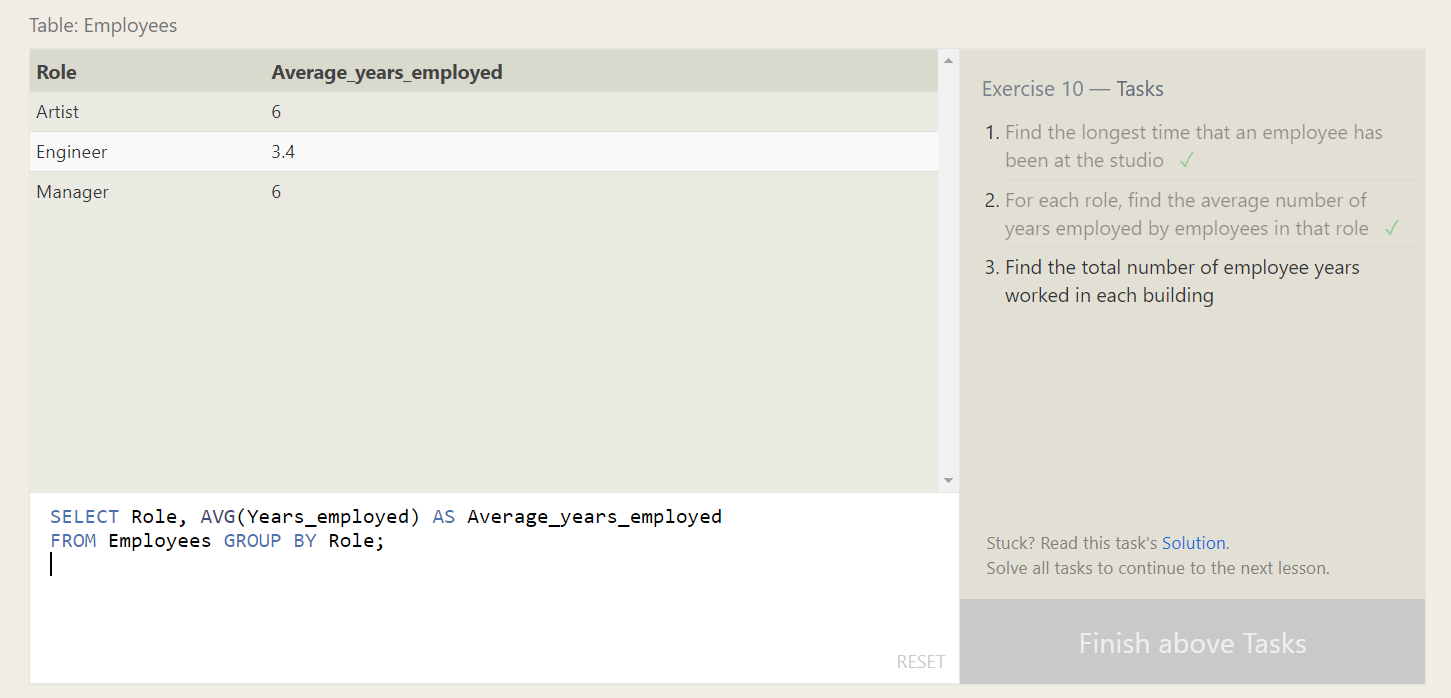 Table: Employees
Role Average_years_employed
Artist 6
Engineer 3.4
Manager 6
SELECT Role, AVG(Years_employed) AS Average_years_employed
FROM Employees GROUP BY Role;
RESET
Exercise 10 — Tasks
1. Find the longest time that an employee has
been at the studio ✓
2. For each role, find the average number of
years employed by employees in that role ✓
3. Find the total number of employee years
worked in each building
Stuck? Read this task's Solution.
Solve all tasks to continue to the next lesson.
Finish above Tasks